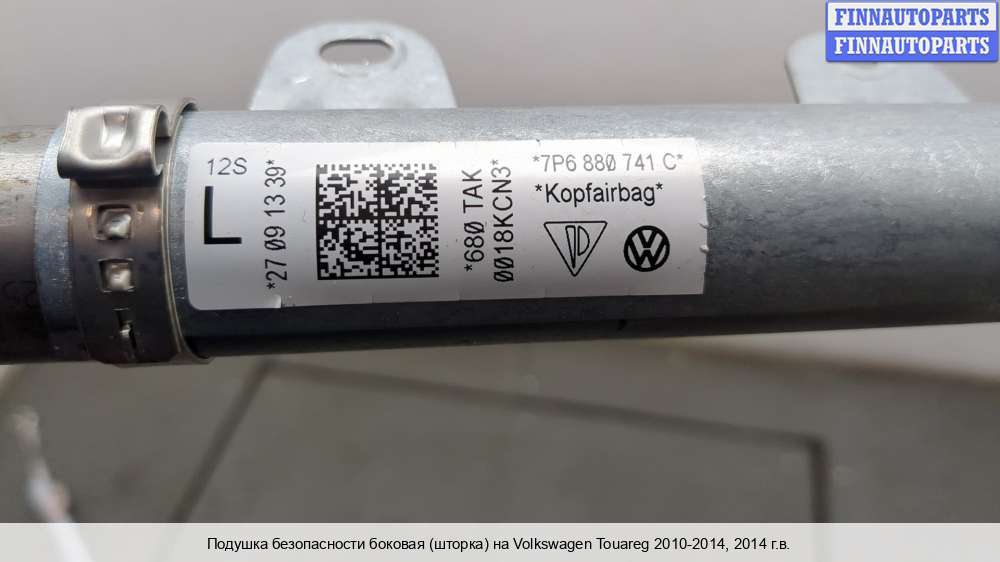 FINNAUTOPARTS
FINNAUTOPARTS
12S
L
*27 09 13 39*
*680 TAK
0018KCN3*
*7P6 880 741 C*
*Kopfairbag*
VW
Подушка безопасности боковая (шторка) на Volkswagen Touareg 2010-2014, 2014 г.в.